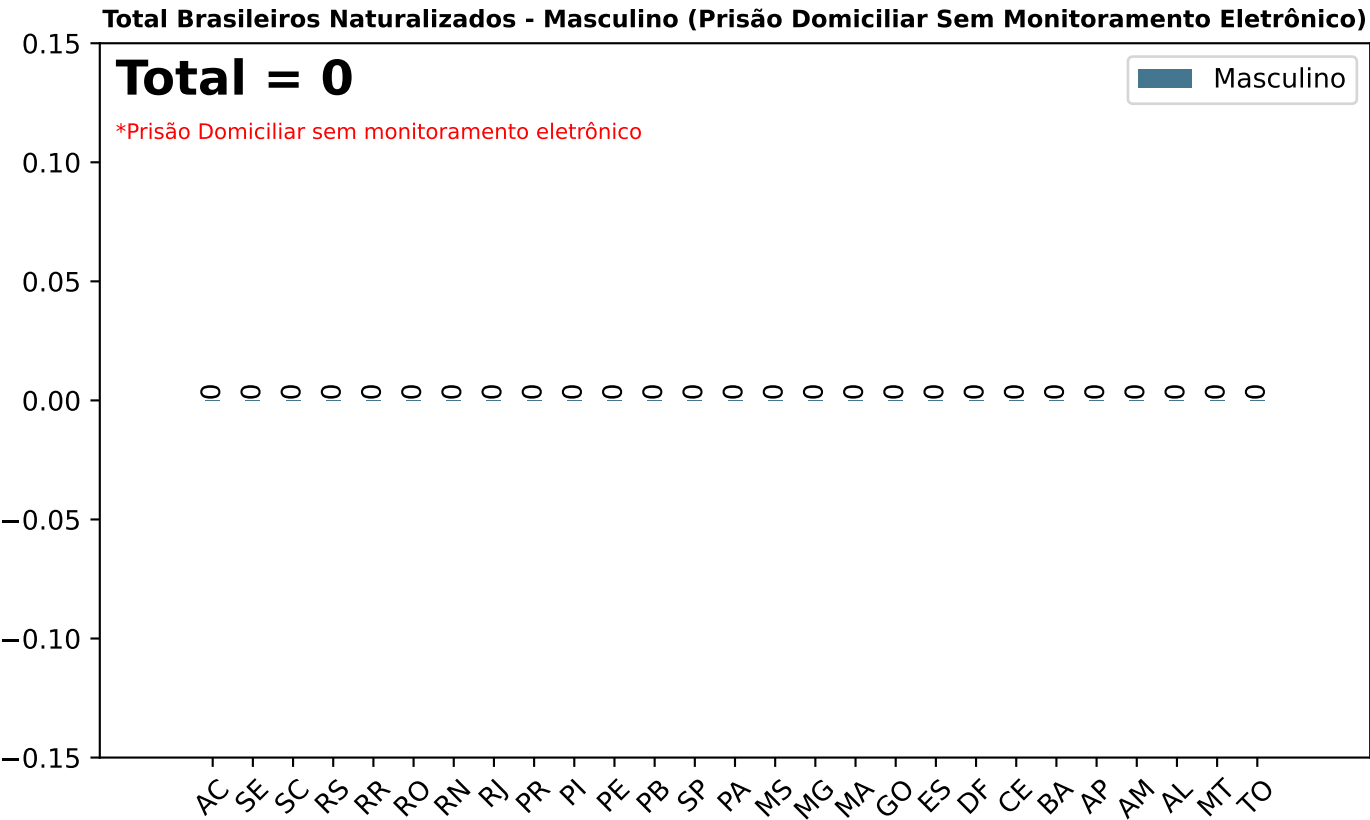 Total Brasileiros Naturalizados - Masculino (Prisão Domiciliar Sem Monitoramento Eletrônico)
0.15
Total = 0
Masculino
*Prisão Domiciliar sem monitoramento eletrônico
0.10
0.05
0 0 0 0 0 0 0 0 0 0 0 0 0 0 0 0 0 0 0 0 0 0 0 0 0 0 0
0.00
−0.05
−0.10
−0.15
AC SE SC RS RR RO RN RJ PR PI PE PB SP PA MS MG MA GO ES DF CE BA AP AM AL MT TO